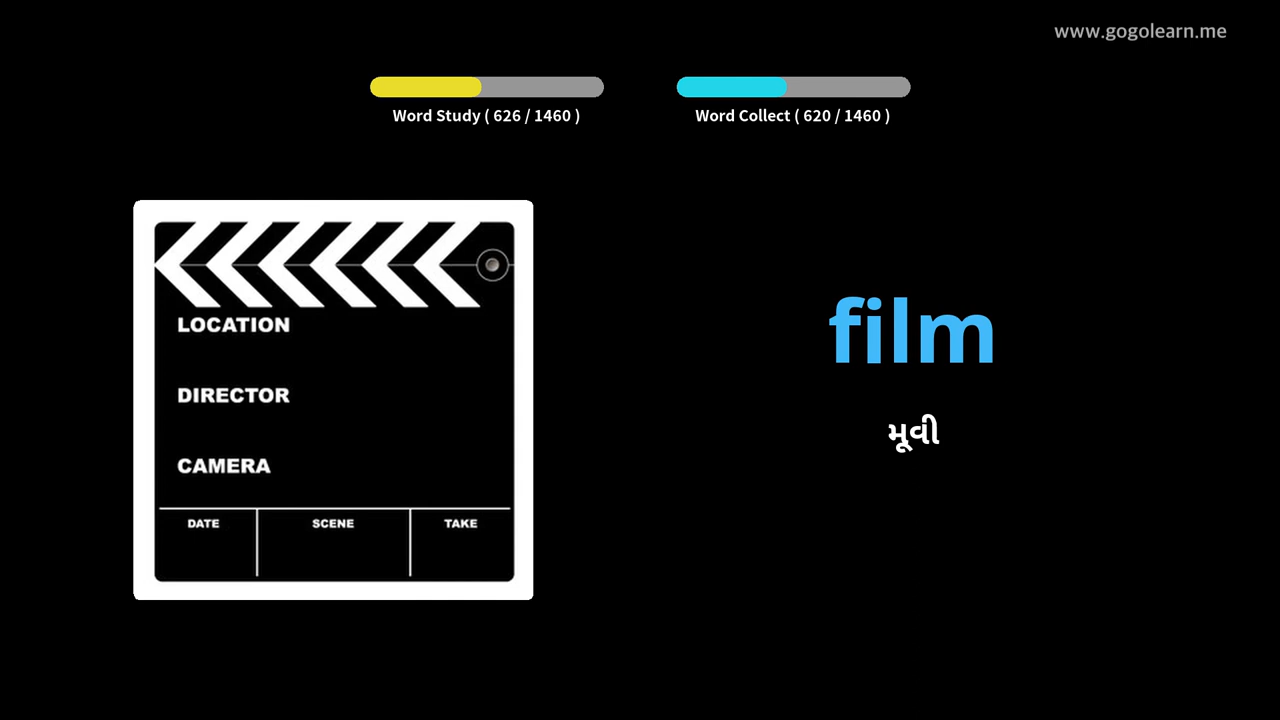 www.gogolearn.me
Word Study ( 626 / 1460 )
Word Collect ( 620 / 1460 )
LOCATION
DIRECTOR
CAMERA
DATE
SCENE
TAKE
film
મૂવી